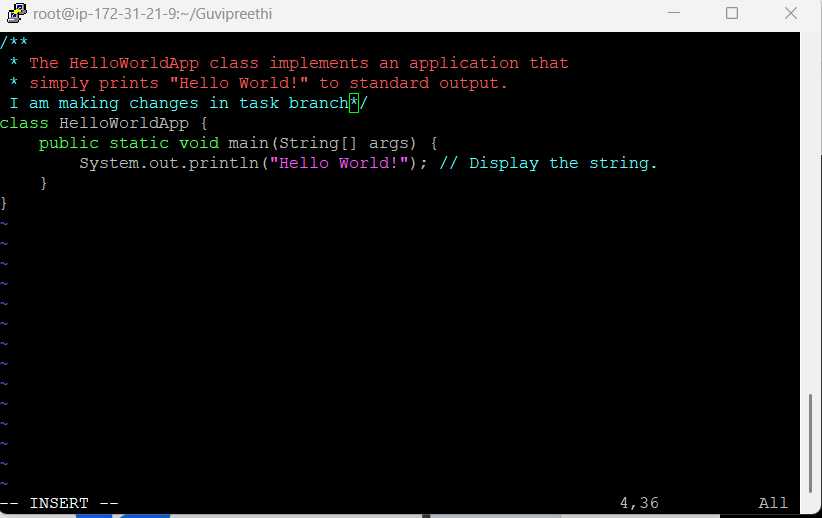 root@ip-172-31-21-9:~/Guvipreethi
/**
 * The HelloWorldApp class implements an application that
 * simply prints "Hello World!" to standard output.
 I am making changes in task branch*/
class HelloWorldApp {
    public static void main(String[] args) {
        System.out.println("Hello World!"); // Display the string.
    }
}
~
~
~
~
~
~
~
~
~
~
~
~
~
~
-- INSERT -- 4,36 All